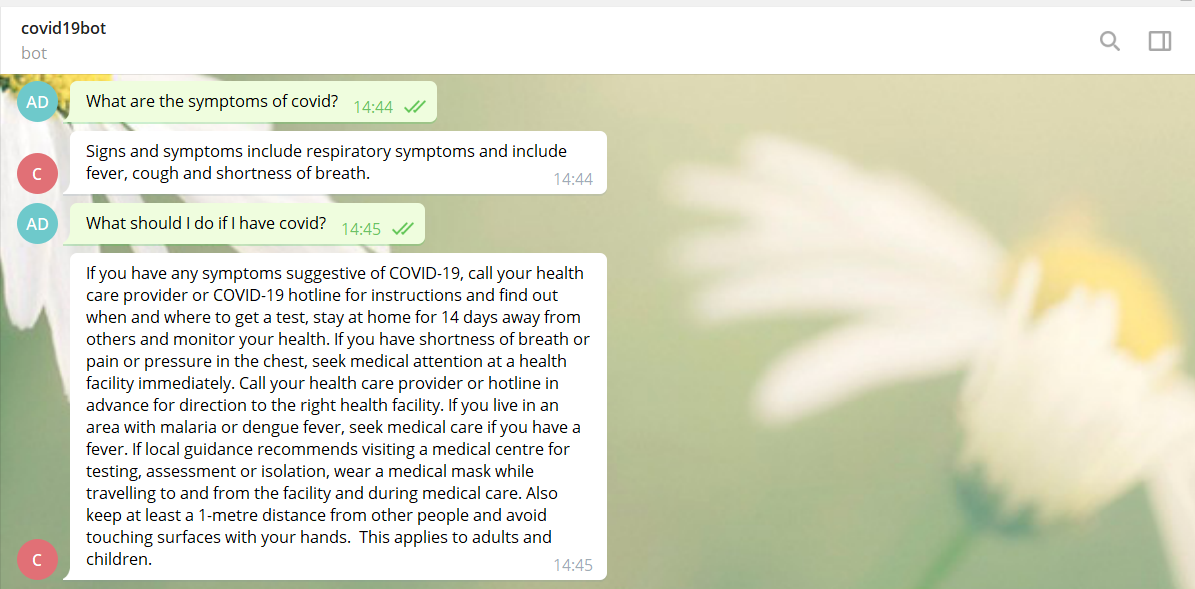 covid19bot
bot
AD
What are the symptoms of covid? 14:44
Signs and symptoms include respiratory symptoms and include
fever, cough and shortness of breath.
C
14:44
AD
What should I do if I have covid? 14:45
If you have any symptoms suggestive of COVID-19, call your health
care provider or COVID-19 hotline for instructions and find out
when and where to get a test, stay at home for 14 days away from
others and monitor your health. If you have shortness of breath or
pain or pressure in the chest, seek medical attention at a health
facility immediately. Call your health care provider or hotline in
advance for direction to the right health facility. If you live in an
area with malaria or dengue fever, seek medical care if you have a
fever. If local guidance recommends visiting a medical centre for
testing, assessment or isolation, wear a medical mask while
travelling to and from the facility and during medical care. Also
keep at least a 1-metre distance from other people and avoid
touching surfaces with your hands.  This applies to adults and
children.
C
14:45